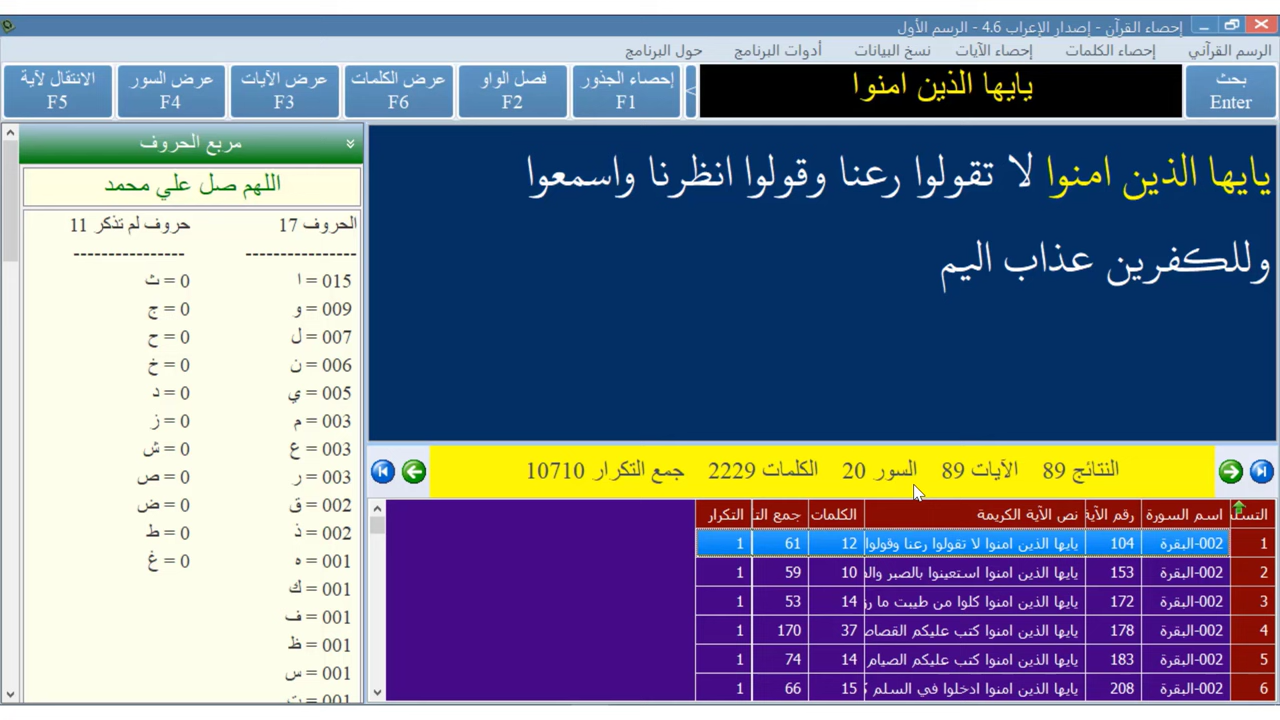 إحصاء القرآن - إصدار الإعراب 4.6 - الرسم الأول
الرسم القرآني إحصاء الكلمات إحصاء الآيات نسخ البيانات أدوات البرنامج حول البرنامج
بحث
Enter
يايها الذين امنوا
<
إحصاء الجذور
F1
فصل الواو
F2
عرض الكلمات
F6
عرض الآيات
F3
عرض السور
F4
الانتقال لآية
F5
يايها الذين امنوا لا تقولوا رعنا وقولوا انظرنا واسمعوا
وللكفرين عذاب اليم
النتائج 89 الآيات 89 السور 20 الكلمات 2229 جمع التكرار 10710
اسم السورة رقم الآية نص الآية الكريمة الكلمات جمع التكرار
1 002-البقرة 104 يايها الذين امنوا لا تقولوا رعنا وقولوا 12 61 1
2 002-البقرة 153 يايها الذين امنوا استعينوا بالصبر 10 59 1
3 002-البقرة 172 يايها الذين امنوا كلوا من طيبت ما 14 53 1
4 002-البقرة 178 يايها الذين امنوا كتب عليكم القصاص 37 170 1
5 002-البقرة 183 يايها الذين امنوا كتب عليكم الصيام 14 74 1
6 002-البقرة 208 يايها الذين امنوا ادخلوا في السلم 15 66 1
مربع الحروف
اللهم صل علي محمد
الحروف 17 حروف لم تذكر 11
---------------- ----------------
ا = 015 ث = 0
و = 009 ج = 0
ل = 007 ح = 0
ن = 006 خ = 0
ي = 005 د = 0
م = 003 ز = 0
ع = 003 ش = 0
ر = 003 ص = 0
ق = 002 ض = 0
ذ = 002 ط = 0
ه = 001 غ = 0
ك = 001
ف = 001
ظ = 001
س = 001
ت = 001